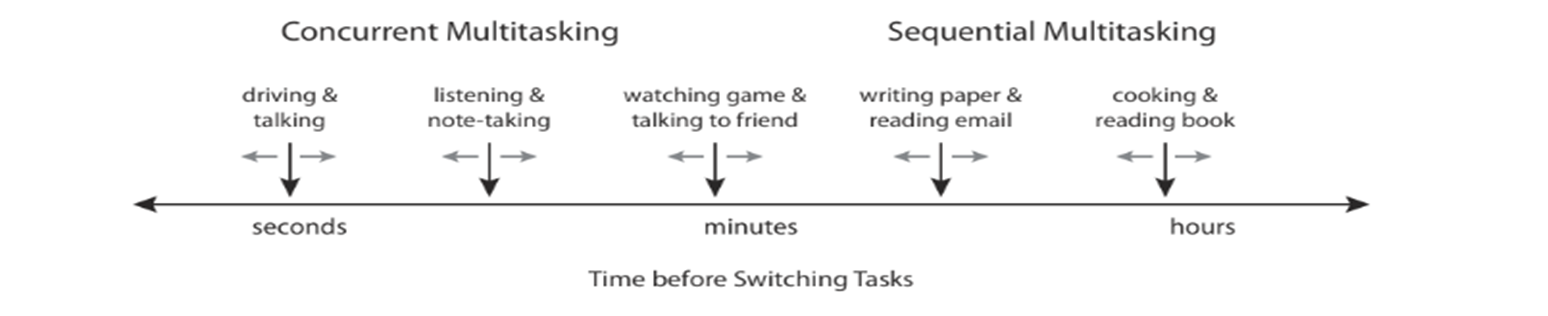 Concurrent Multitasking
Sequential Multitasking
driving &
talking
listening &
note-taking
watching game &
talking to friend
writing paper &
reading email
cooking &
reading book
seconds
minutes
hours
Time before Switching Tasks